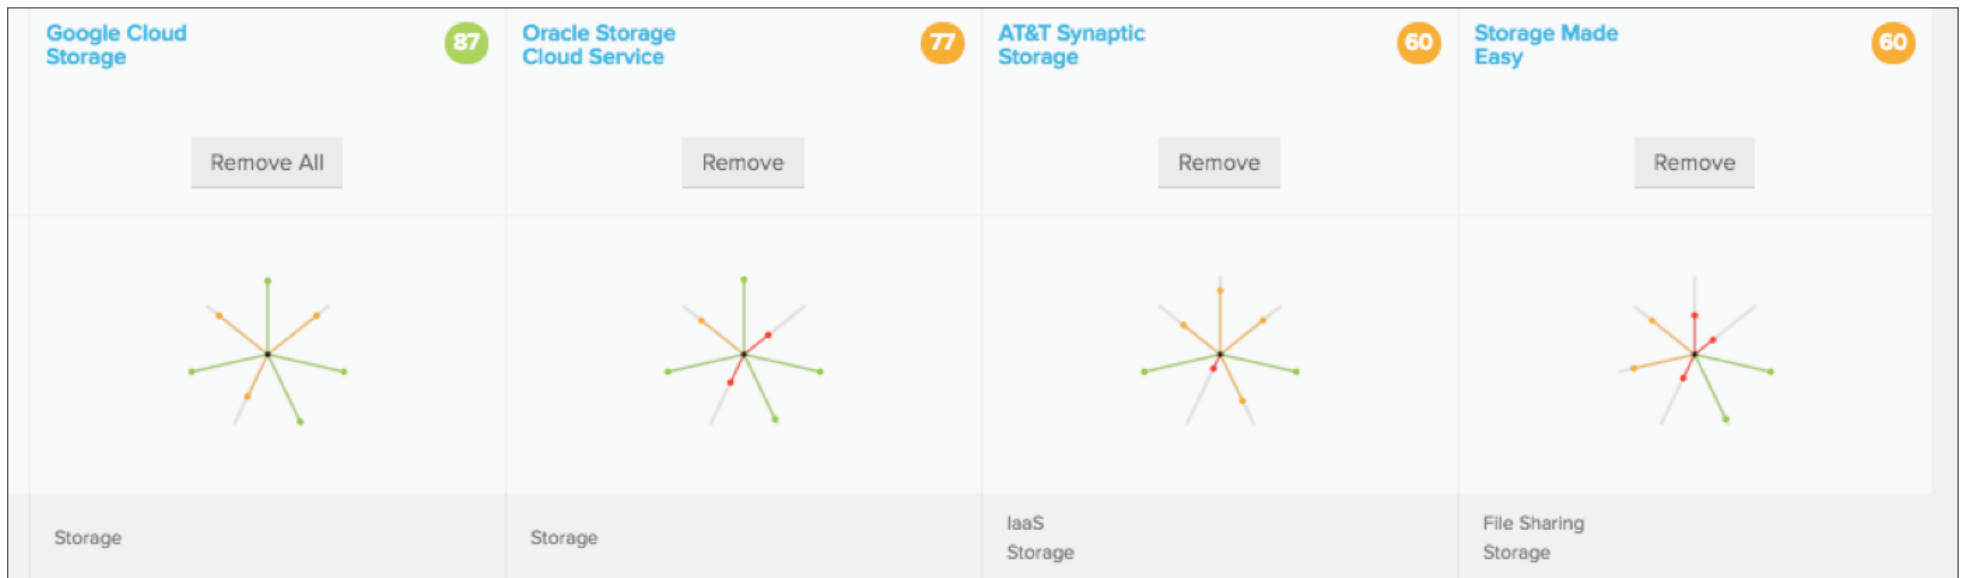 Google Cloud
Storage
87
Oracle Storage
Cloud Service
77
AT&T Synaptic
Storage
60
Storage Made
Easy
60
Remove All
Remove
Remove
Remove
Storage
Storage
IaaS
Storage
File Sharing
Storage